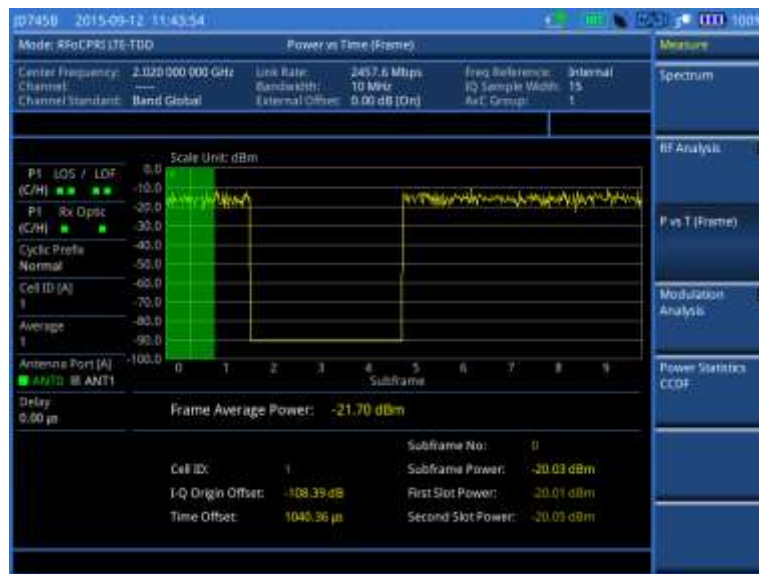 JD745B 2015-09-12 11:43:54
100%
Mode: RFoCPRI LTE-TDD Power vs Time (Frame) Measure
Center Frequency: 2.020 000 000 GHz Link Rate: 2457.6 Mbps Freq Reference: Internal
Channel: ---- Bandwidth: 10 MHz IQ Sample Width: 15
Channel Standard: Band Global External Offset: 0.00 dB [On] AxC Group: 1
Spectrum
RF Analysis
P vs T (Frame)
Modulation
Analysis
Power Statistics
CCDF
P1 LOS / LOF
(C/H)
P1 Rx Optic
(C/H)
Cyclic Prefix
Normal
Cell ID [A]
1
Average
1
Antenna Port [A]
ANT0 ANT1
Delay
0.00 µs
Scale Unit: dBm
0.0
-10.0
-20.0
-30.0
-40.0
-50.0
-60.0
-70.0
-80.0
-90.0
-100.0
0 1 2 3 4 5 6 7 8 9
Subframe
Frame Average Power: -21.70 dBm
Subframe No: 0
Cell ID: 1 Subframe Power: -20.03 dBm
I-Q Origin Offset: -108.39 dB First Slot Power: -20.01 dBm
Time Offset: 1040.36 µs Second Slot Power: -20.05 dBm